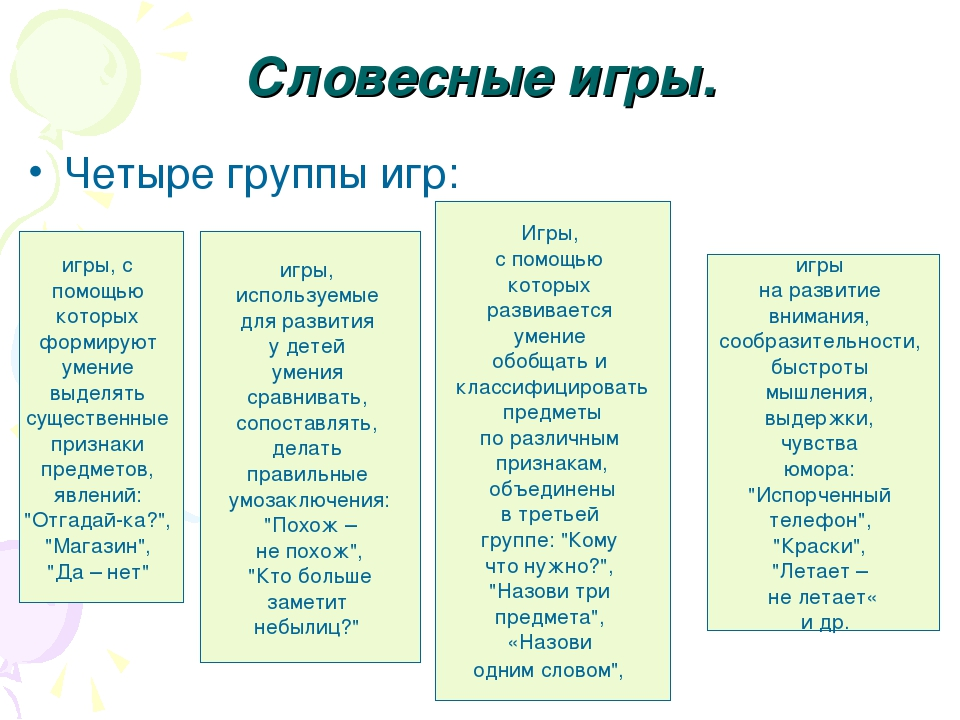 Словесные игры.
• Четыре группы игр:
игры, с
помощью
которых
формируют
умение
выделять
существенные
признаки
предметов,
явлений:
"Отгадай-ка?",
"Магазин",
"Да – нет"
игры,
используемые
для развития
у детей
умения
сравнивать,
сопоставлять,
делать
правильные
умозаключения:
"Похож –
не похож",
"Кто больше
заметит
небылиц?"
Игры,
с помощью
которых
развивается
умение
обобщать и
классифицировать
предметы
по различным
признакам,
объединены
в третьей
группе: "Кому
что нужно?",
"Назови три
предмета",
«Назови
одним словом",
игры
на развитие
внимания,
сообразительности,
быстроты
мышления,
выдержки,
чувства
юмора:
"Испорченный
телефон",
"Краски",
"Летает –
не летает«
и др.